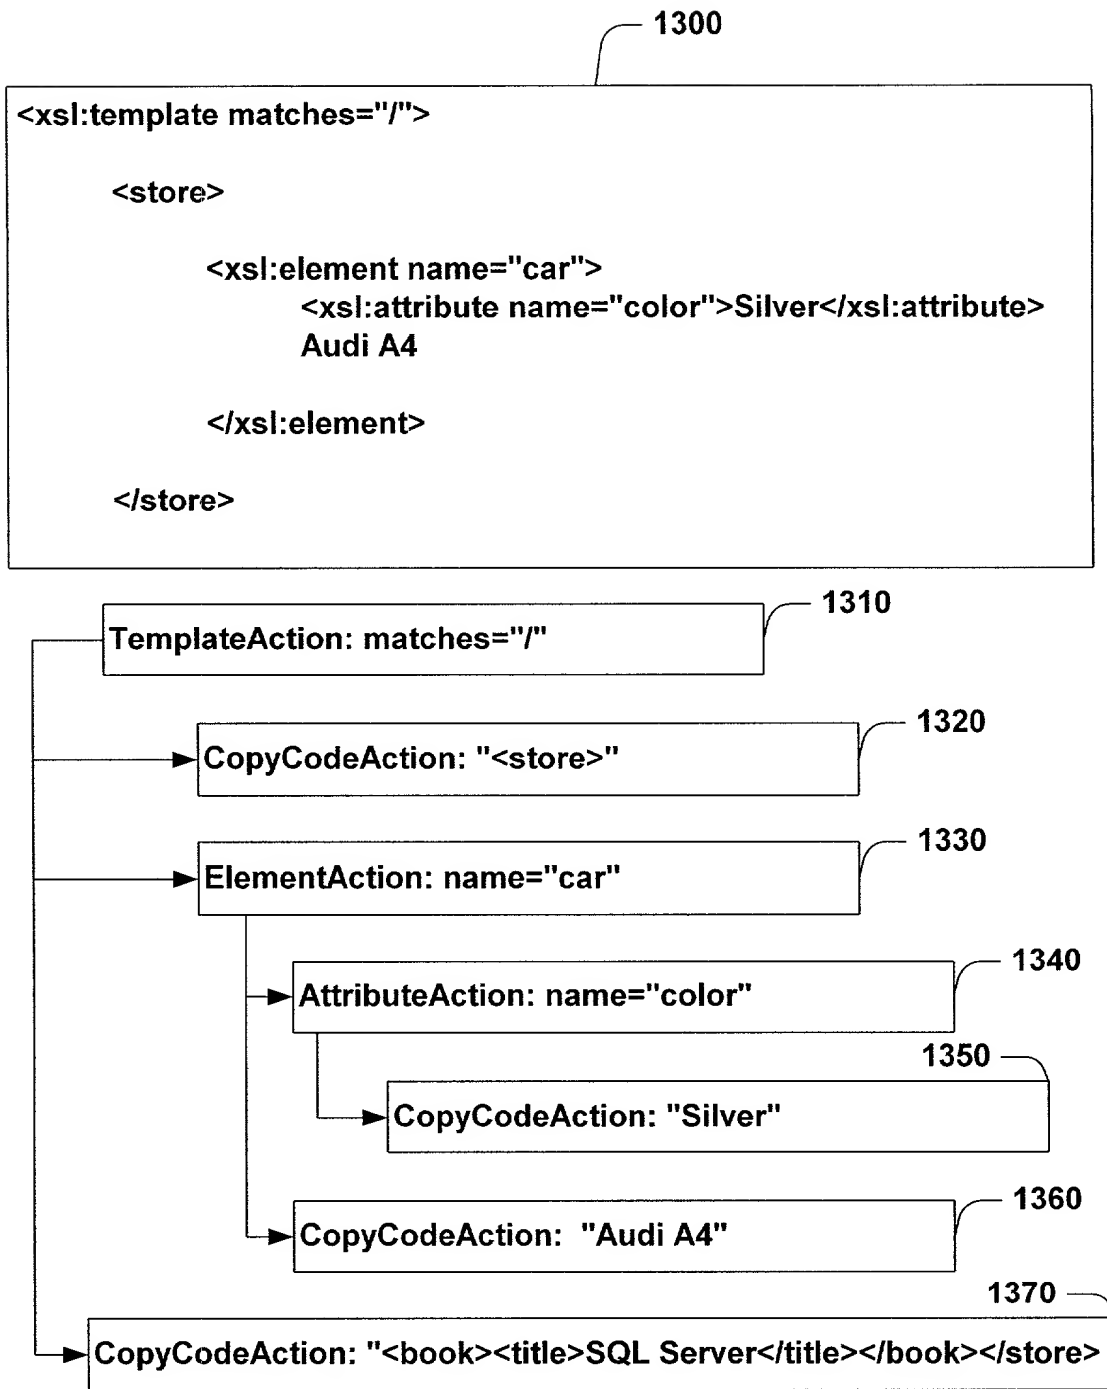 1300
<xsl:template matches="/">
<store>
<xsl:element name="car">
<xsl:attribute name="color">Silver</xsl:attribute>
Audi A4
</xsl:element>
</store>
1310
TemplateAction: matches="/"
1320
CopyCodeAction: "<store>"
1330
ElementAction: name="car"
1340
AttributeAction: name="color"
1350
CopyCodeAction: "Silver"
1360
CopyCodeAction: "Audi A4"
1370
CopyCodeAction: "<book><title>SQL Server</title></book></store>